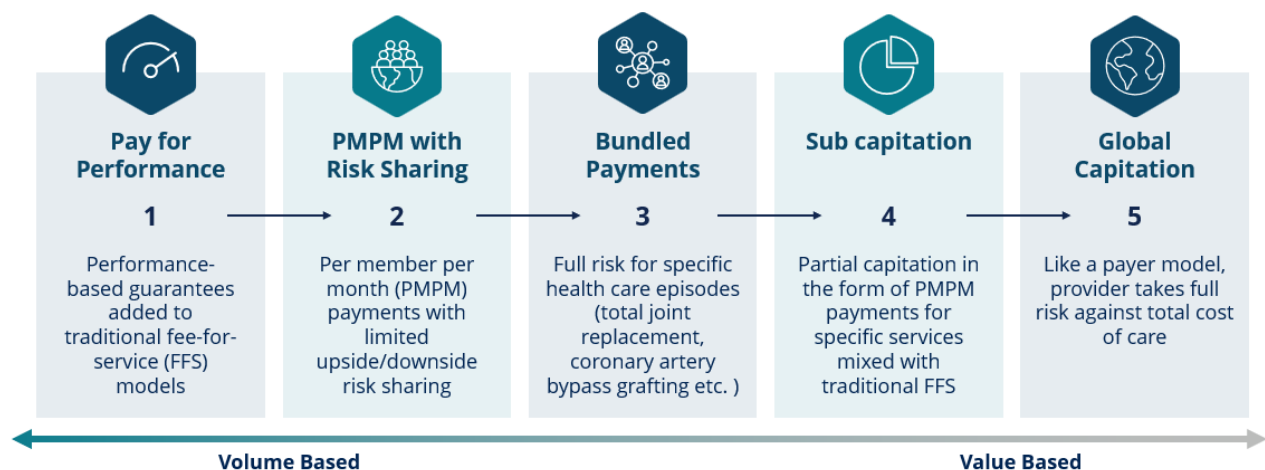 Pay for
Performance
1
Performance-
based guarantees
added to
traditional fee-for-
service (FFS)
models
PMPM with
Risk Sharing
2
Per member per
month (PMPM)
payments with
limited
upside/downside
risk sharing
Bundled
Payments
3
Full risk for specific
health care episodes
(total joint
replacement,
coronary artery
bypass grafting etc. )
Sub capitation
4
Partial capitation in
the form of PMPM
payments for
specific services
mixed with
traditional FFS
Global
Capitation
5
Like a payer model,
provider takes full
risk against total cost
of care
Volume Based
Value Based